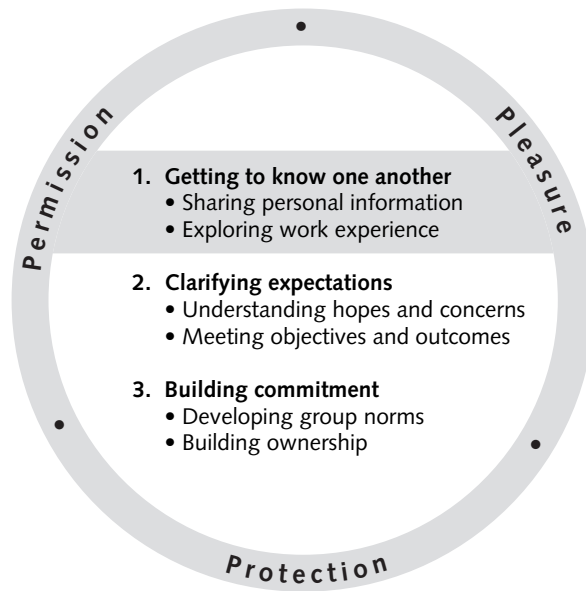 Permission
Pleasure
1. Getting to know one another
• Sharing personal information
• Exploring work experience
2. Clarifying expectations
• Understanding hopes and concerns
• Meeting objectives and outcomes
3. Building commitment
• Developing group norms
• Building ownership
Protection